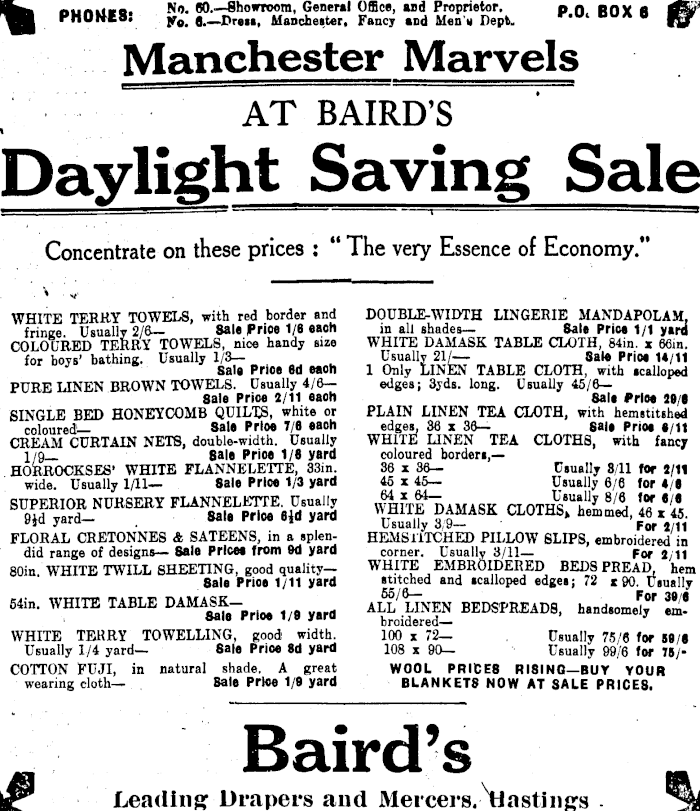 PHONES:
No. 60.—Showroom, General Office, and Proprietor.
No. 6.—Dress, Manchester, Fancy and Men's Dept.
P.O. BOX 6
Manchester Marvels
AT BAIRD'S
Daylight Saving Sale
Concentrate on these prices : "The very Essence of Economy."
WHITE TERRY TOWELS, with red border and
fringe. Usually 2/6— Sale Price 1/6 each
COLOURED TERRY TOWELS, nice handy size
for boys' bathing. Usually 1/3—
Sale Price 6d each
PURE LINEN BROWN TOWELS. Usually 4/6—
Sale Price 2/11 each
SINGLE BED HONEYCOMB QUILTS, white or
coloured— Sale Price 7/6 each
CREAM CURTAIN NETS, double-width. Usually
1/9— Sale Price 1/6 yard
HORROCKSES' WHITE FLANNELETTE, 33in.
wide. Usually 1/11— Sale Price 1/3 yard
SUPERIOR NURSERY FLANNELETTE. Usually
9½d yard— Sale Price 6½d yard
FLORAL CRETONNES & SATEENS, in a splen-
did range of designs— Sale Prices from 9d yard
80in. WHITE TWILL SHEETING, good quality—
Sale Price 1/11 yard
54in. WHITE TABLE DAMASK—
Sale Price 1/9 yard
WHITE TERRY TOWELLING, good width.
Usually 1/4 yard— Sale Price 8d yard
COTTON FUJI, in natural shade. A great
wearing cloth— Sale Price 1/9 yard
DOUBLE-WIDTH LINGERIE MANDAPOLAM,
in all shades— Sale Price 1/1 yard
WHITE DAMASK TABLE CLOTH, 84in. x 66in.
Usually 21/— Sale Price 14/11
1 Only LINEN TABLE CLOTH, with scalloped
edges; 3yds. long. Usually 45/6—
Sale Price 29/6
PLAIN LINEN TEA CLOTH, with hemstitshed
edges, 36 x 36— Sale Price
WHITE LINEN TEA CLOTHS, with fancy
coloured borders,—
36 x 36— Usually 3/11 for 2/11
45 x 45— Usually 6/6 for 4/6
64 x 64— Usually 8/6 for 6/6
WHITE DAMASK CLOTHS, hemmed, 46 x 45.
Usually 3/9— For 2/11
HEMSTITCHED PILLOW SLIPS, embroidered in
corner. Usually 3/11— For 2/11
WHITE EMBROIDERED BEDSPREAD, hem
stitched and scalloped edges; 72 x 90. Usually
55/6— For 39/6
ALL LINEN BEDSPREADS, handsomely em-
broidered—
100 x 72— Usually 75/6 for 59/6
108 x 90— Usually 99/6 for 75/-
WOOL PRICES RISING—BUY YOUR
BLANKETS NOW AT SALE PRICES.
Baird's
Leading Drapers and Mercers, Hastings